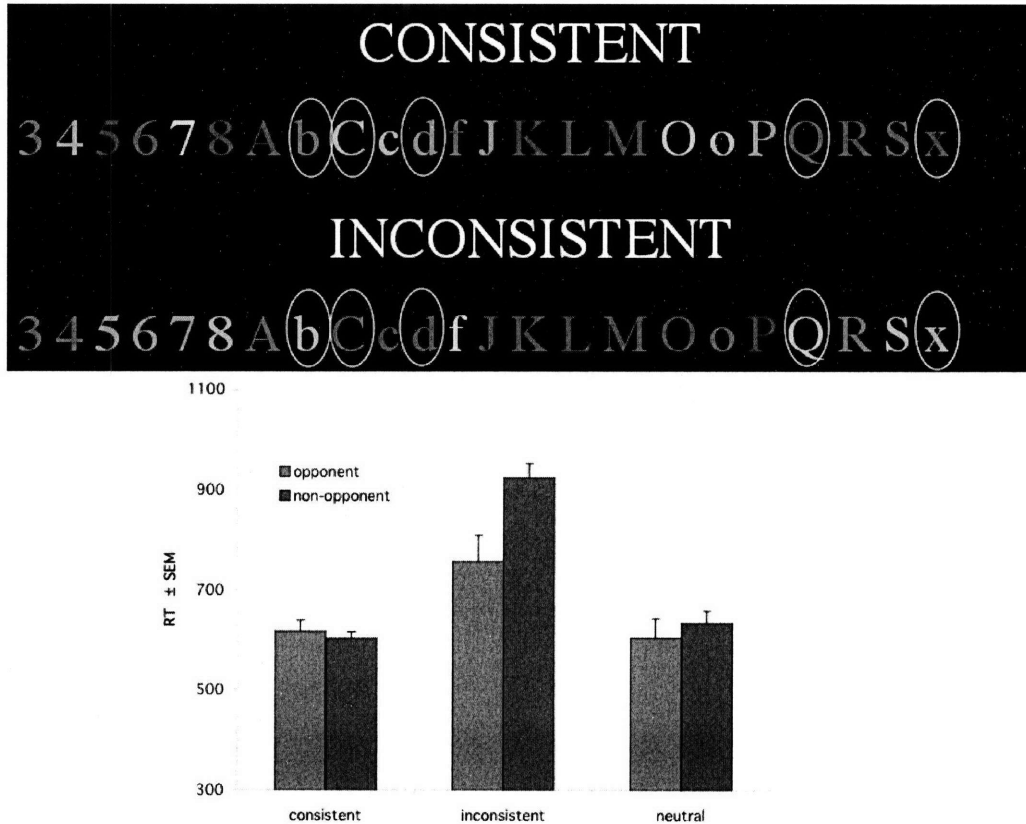 CONSISTENT
3 4 5 6 7 8 A b C c d f J K L M O o P Q R S x
INCONSISTENT
3 4 5 6 7 8 A b C c d f J K L M O o P Q R S x
1100
900
700
500
300
RT ± SEM
opponent
non-opponent
consistent inconsistent neutral